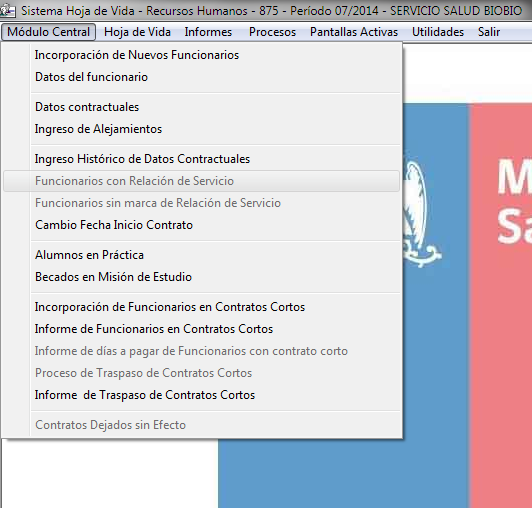 Sistema Hoja de Vida - Recursos Humanos - 875 - Período 07/2014 - SERVICIO SALUD BIOBIO
Módulo Central Hoja de Vida Informes Procesos Pantallas Activas Utilidades Salir
Incorporación de Nuevos Funcionarios
Datos del funcionario
Datos contractuales
Ingreso de Alejamientos
Ingreso Histórico de Datos Contractuales
Funcionarios con Relación de Servicio
Funcionarios sin marca de Relación de Servicio
Cambio Fecha Inicio Contrato
Alumnos en Práctica
Becados en Misión de Estudio
Incorporación de Funcionarios en Contratos Cortos
Informe de Funcionarios en Contratos Cortos
Informe de días a pagar de Funcionarios con contrato corto
Proceso de Traspaso de Contratos Cortos
Informe  de Traspaso de Contratos Cortos
Contratos Dejados sin Efecto
M
Sa